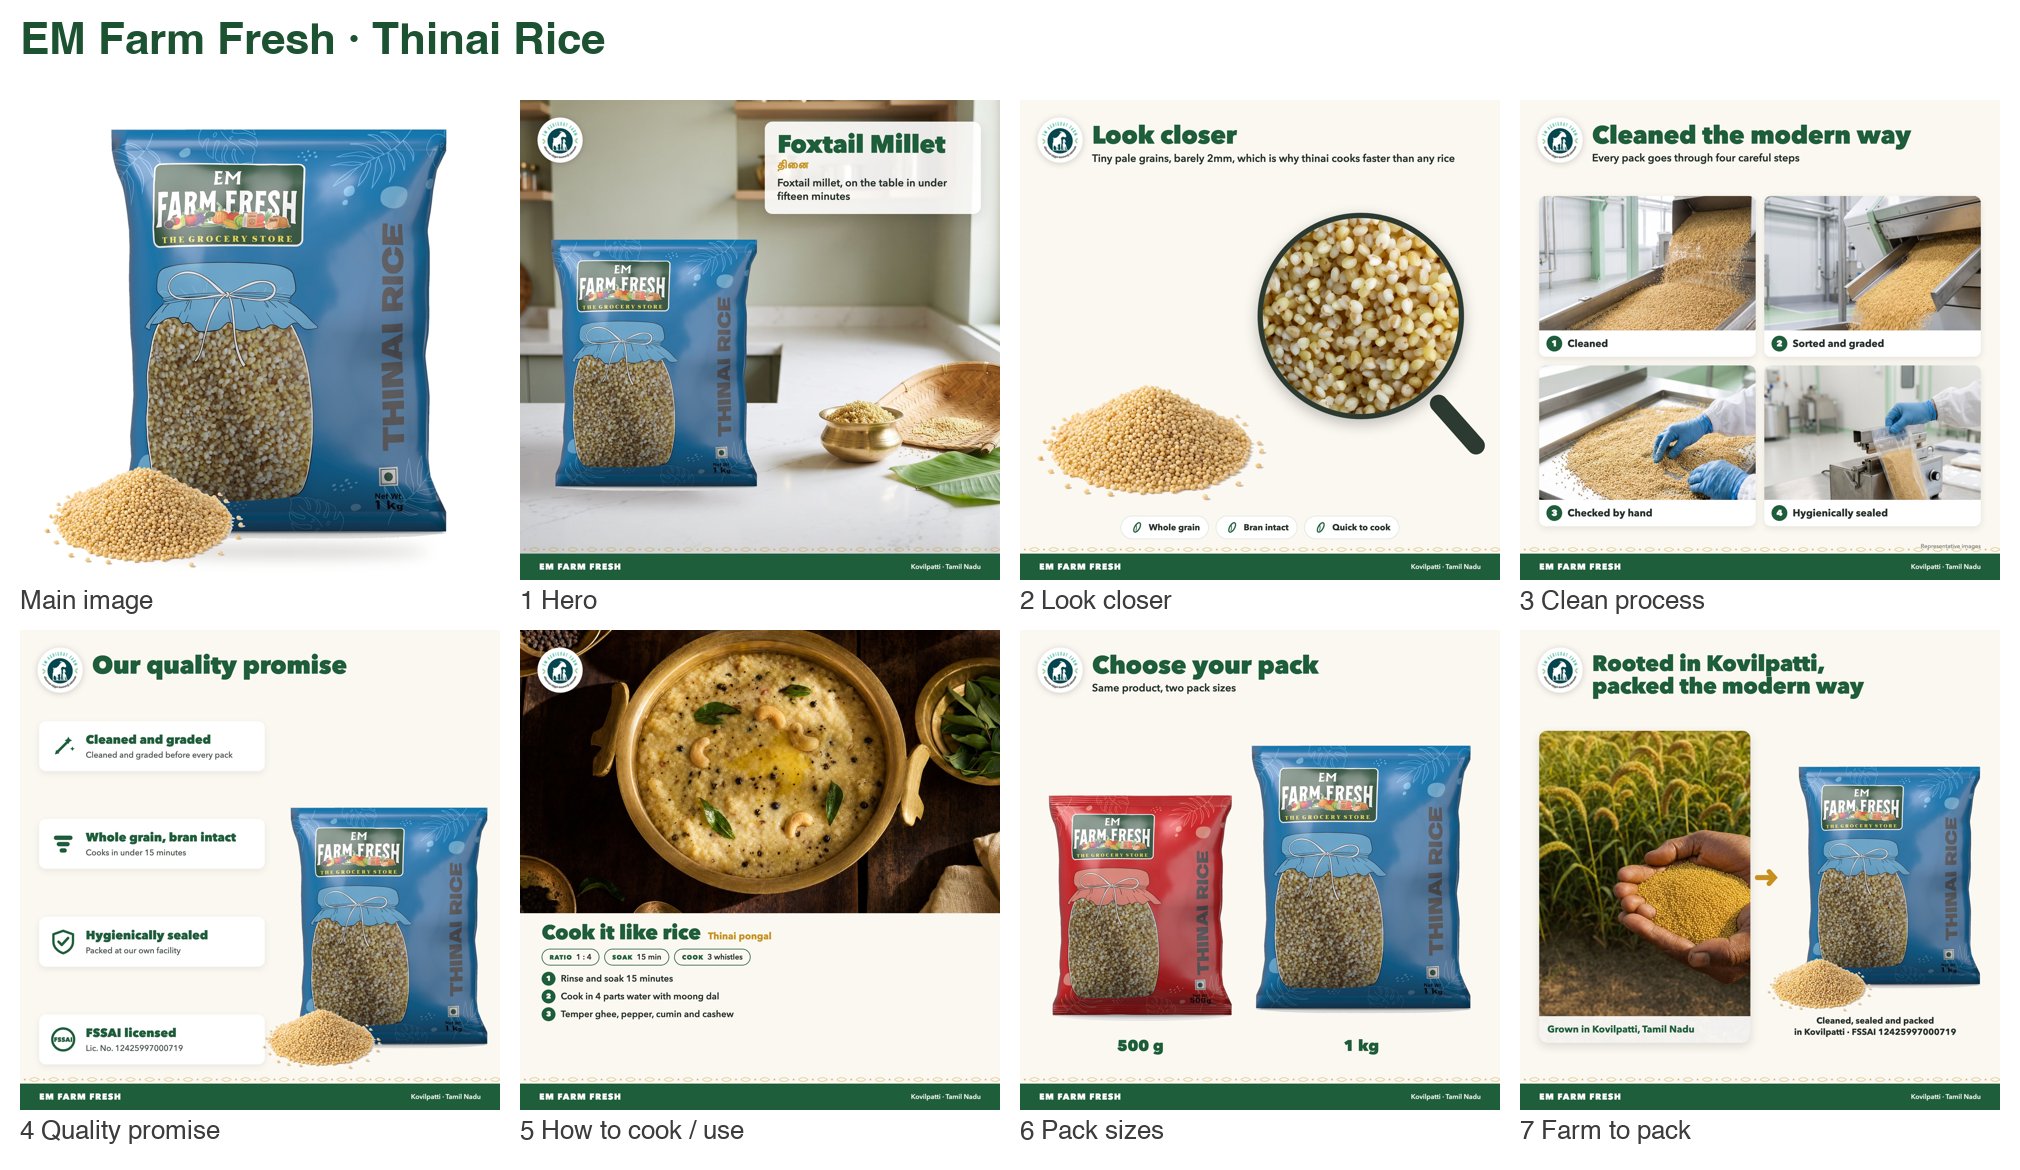 EM Farm Fresh · Thinai Rice
EM
FARM FRESH
THE GROCERY STORE
THINAI RICE
Net Wt.
1 Kg
Main image
Foxtail Millet
தினை
Foxtail millet, on the table in under
fifteen minutes
EM
FARM FRESH
THE GROCERY STORE
THINAI RICE
Net Wt.
1 Kg
EM FARM FRESH
Kovilpatti · Tamil Nadu
1 Hero
Look closer
Tiny pale grains, barely 2mm, which is why thinai cooks faster than any rice
Whole grain
Bran intact
Quick to cook
EM FARM FRESH
Kovilpatti · Tamil Nadu
2 Look closer
Cleaned the modern way
Every pack goes through four careful steps
1 Cleaned
2 Sorted and graded
3 Checked by hand
4 Hygienically sealed
Representative images
EM FARM FRESH
Kovilpatti · Tamil Nadu
3 Clean process
Our quality promise
Cleaned and graded
Cleaned and graded before every pack
Whole grain, bran intact
Cooks in under 15 minutes
Hygienically sealed
Packed at our own facility
FSSAI
FSSAI licensed
Lic. No. 12425997000719
EM
FARM FRESH
THE GROCERY STORE
THINAI RICE
1 Kg
EM FARM FRESH
Kovilpatti · Tamil Nadu
4 Quality promise
Cook it like rice Thinai pongal
RATIO 1 : 4
SOAK 15 min
COOK 3 whistles
1 Rinse and soak 15 minutes
2 Cook in 4 parts water with moong dal
3 Temper ghee, pepper, cumin and cashew
EM FARM FRESH
Kovilpatti · Tamil Nadu
5 How to cook / use
Choose your pack
Same product, two pack sizes
EM
FARM FRESH
THE GROCERY STORE
THINAI RICE
500g
EM
FARM FRESH
THE GROCERY STORE
THINAI RICE
1 Kg
500 g
1 kg
EM FARM FRESH
Kovilpatti · Tamil Nadu
6 Pack sizes
Rooted in Kovilpatti,
packed the modern way
EM
FARM FRESH
THE GROCERY STORE
THINAI RICE
1 Kg
Grown in Kovilpatti, Tamil Nadu
Cleaned, sealed and packed
in Kovilpatti · FSSAI 12425997000719
EM FARM FRESH
Kovilpatti · Tamil Nadu
7 Farm to pack